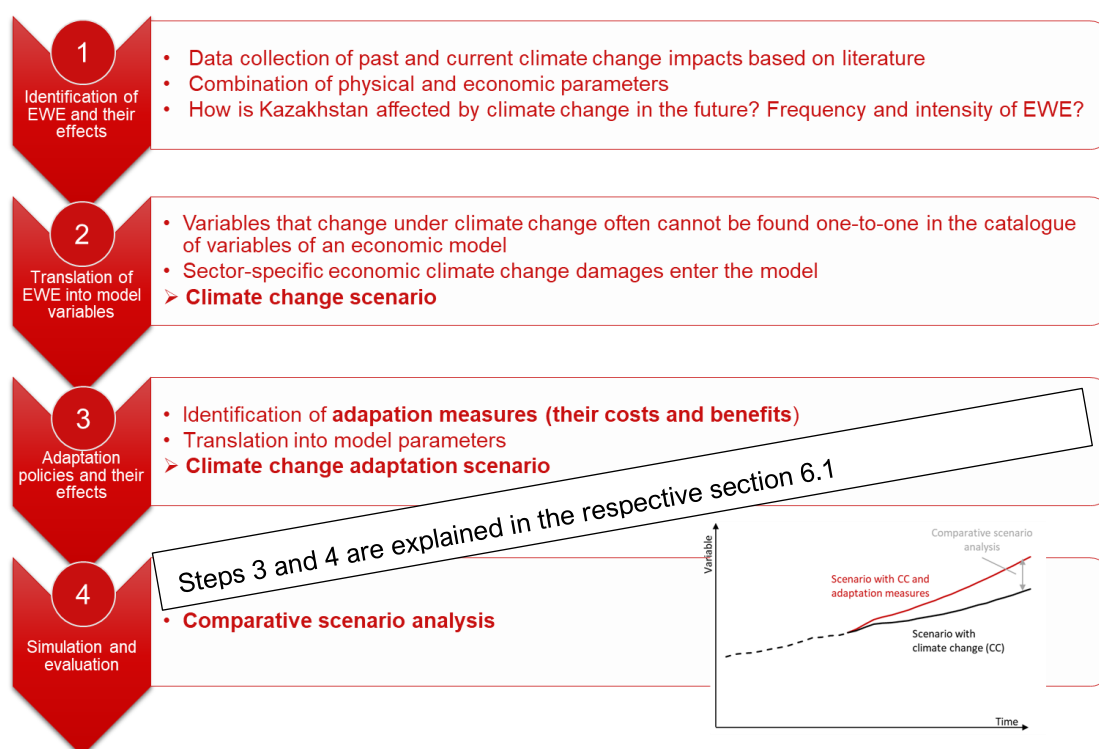 1
Identification of
EWE and their
effects
• Data collection of past and current climate change impacts based on literature
• Combination of physical and economic parameters
• How is Kazakhstan affected by climate change in the future? Frequency and intensity of EWE?
2
Translation of
EWE into model
variables
• Variables that change under climate change often cannot be found one-to-one in the catalogue
of variables of an economic model
• Sector-specific economic climate change damages enter the model
➢ Climate change scenario
3
Adaptation
policies and their
effects
• Identification of adapation measures (their costs and benefits)
• Translation into model parameters
➢ Climate change adaptation scenario
Steps 3 and 4 are explained in the respective section 6.1
4
Simulation and
evaluation
• Comparative scenario analysis
Variable
Comparative scenario
analysis
Scenario with CC and
adaptation measures
Scenario with
climate change (CC)
Time